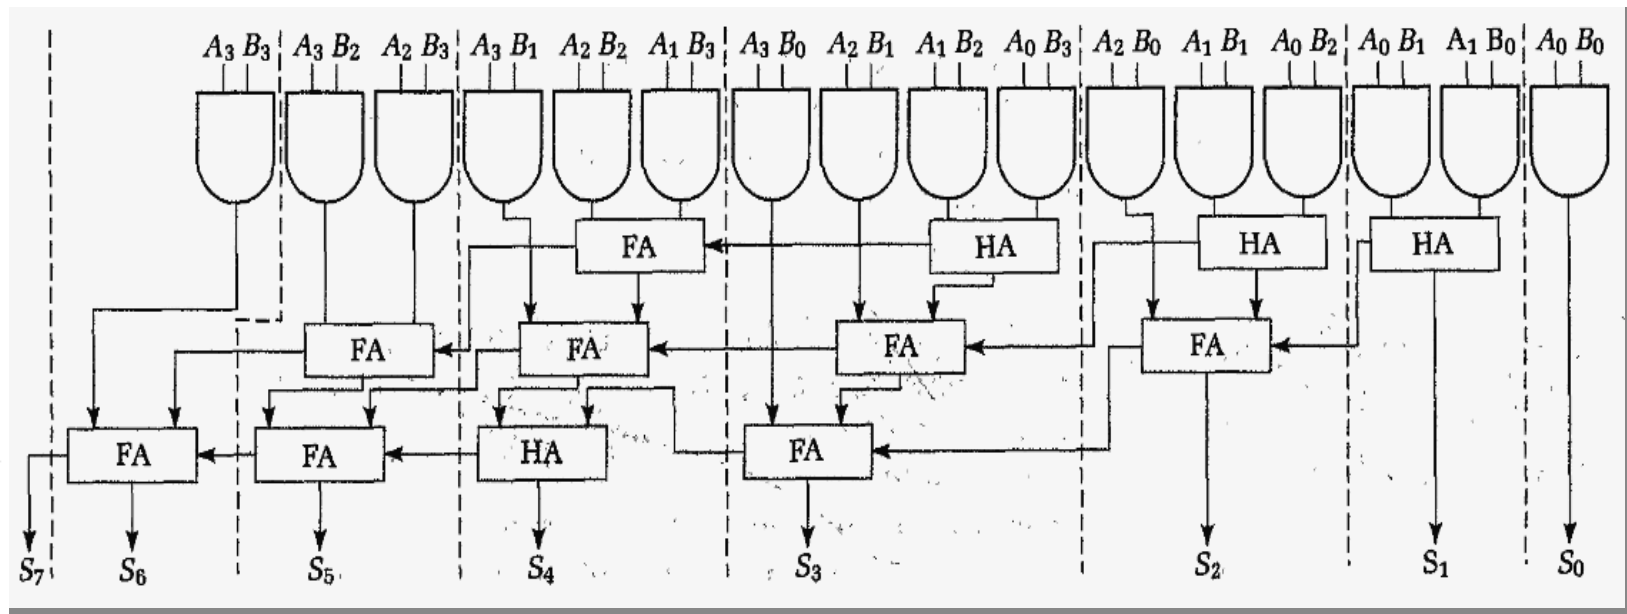 A₃ B₃ A₃ B₂ A₂ B₃ A₃ B₁ A₂ B₂ A₁ B₃ A₃ B₀ A₂ B₁ A₁ B₂ A₀ B₃ A₂ B₀ A₁ B₁ A₀ B₂ A₀ B₁ A₁ B₀ A₀ B₀
FA HA HA HA
FA FA FA FA
FA FA HA FA
S₇ S₆ S₅ S₄ S₃ S₂ S₁ S₀